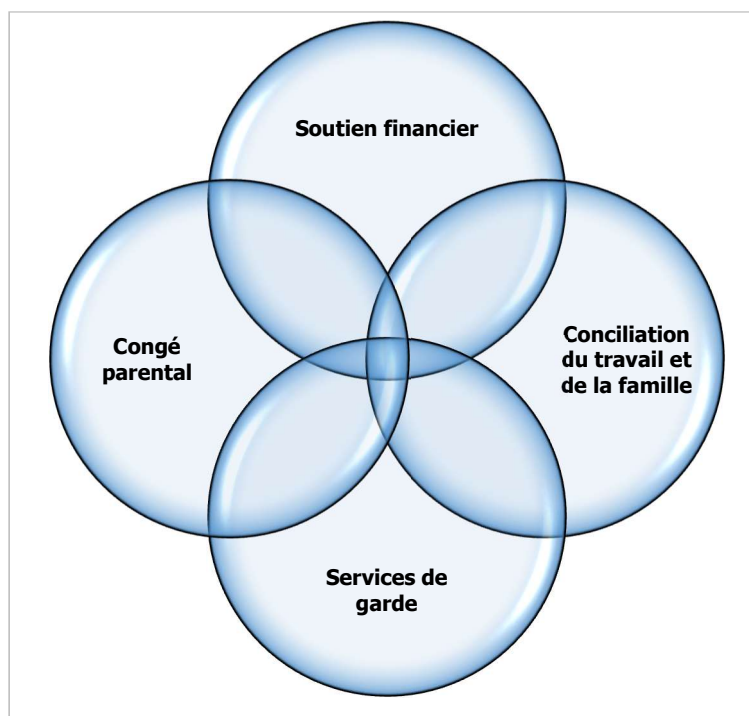 Soutien financier
Congé
parental
Conciliation
du travail et
de la famille
Services de
garde